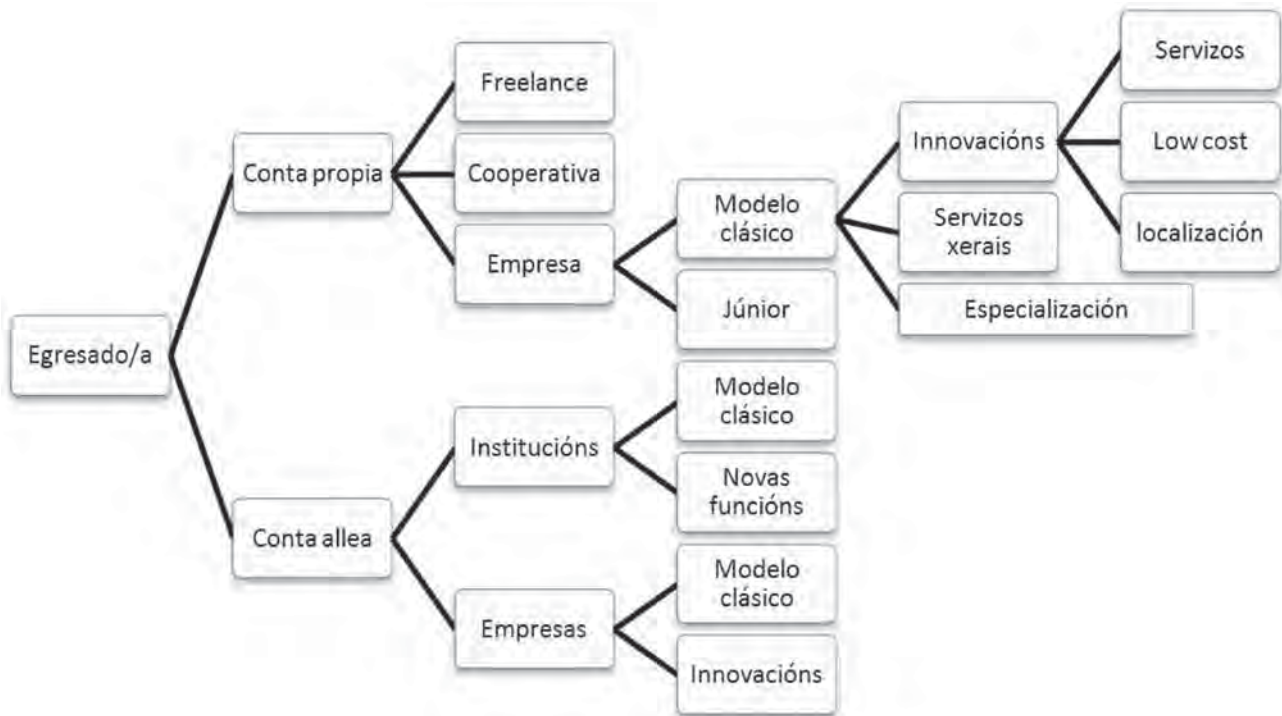 Egresado/a
Conta propia
Freelance
Cooperativa
Empresa
Modelo
clásico
Innovacións
Servizos
Low cost
localización
Servizos
xerais
Especialización
Júnior
Conta allea
Institucións
Modelo
clásico
Novas
funcións
Empresas
Modelo
clásico
Innovacións